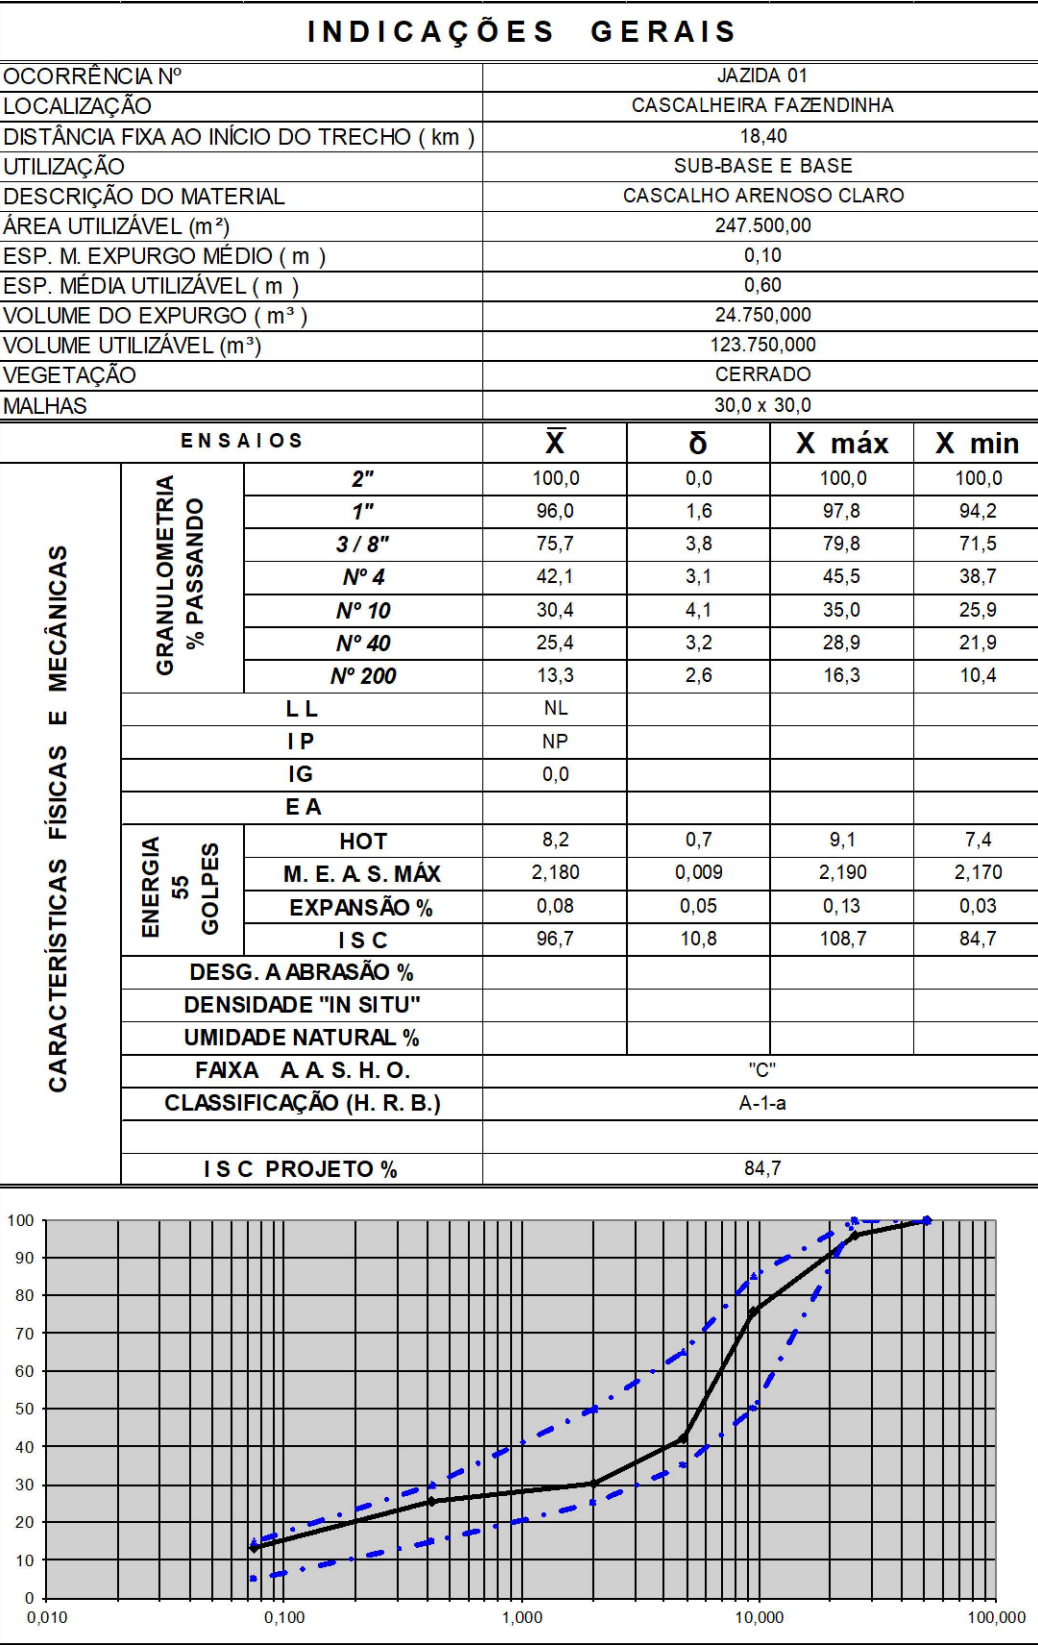 INDICAÇÕES GERAIS
OCORRÊNCIA Nº JAZIDA 01
LOCALIZAÇÃO CASCALHEIRA FAZENDINHA
DISTÂNCIA FIXA AO INÍCIO DO TRECHO ( km ) 18,40
UTILIZAÇÃO SUB-BASE E BASE
DESCRIÇÃO DO MATERIAL CASCALHO ARENOSO CLARO
ÁREA UTILIZÁVEL (m²) 247.500,00
ESP. M. EXPURGO MÉDIO ( m ) 0,10
ESP. MÉDIA UTILIZÁVEL ( m ) 0,60
VOLUME DO EXPURGO ( m³ ) 24.750,000
VOLUME UTILIZÁVEL (m³) 123.750,000
VEGETAÇÃO CERRADO
MALHAS 30,0 x 30,0
ENSAIOS X̅ δ X máx X min
CARACTERÍSTICAS FÍSICAS E MECÂNICAS
GRANULOMETRIA
% PASSANDO
2" 100,0 0,0 100,0 100,0
1" 96,0 1,6 97,8 94,2
3 / 8" 75,7 3,8 79,8 71,5
Nº 4 42,1 3,1 45,5 38,7
Nº 10 30,4 4,1 35,0 25,9
Nº 40 25,4 3,2 28,9 21,9
Nº 200 13,3 2,6 16,3 10,4
L L NL
I P NP
IG 0,0
E A
ENERGIA
55
GOLPES
HOT 8,2 0,7 9,1 7,4
M. E. A. S. MÁX 2,180 0,009 2,190 2,170
EXPANSÃO % 0,08 0,05 0,13 0,03
I S C 96,7 10,8 108,7 84,7
DESG. A ABRASÃO %
DENSIDADE "IN SITU"
UMIDADE NATURAL %
FAIXA A. A. S. H. O. "C"
CLASSIFICAÇÃO (H. R. B.) A-1-a
I S C PROJETO % 84,7
100
90
80
70
60
50
40
30
20
10
0
0,010 0,100 1,000 10,000 100,000